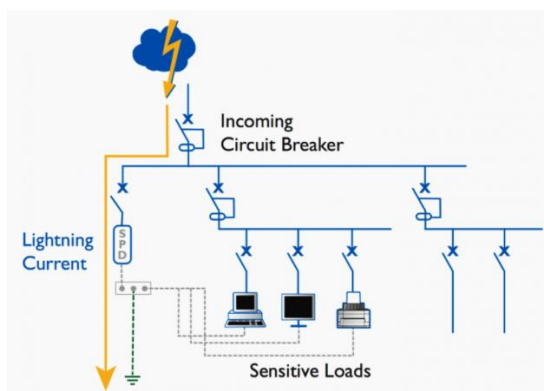 Incoming
Circuit Breaker
Lightning
Current
SPD
Sensitive Loads